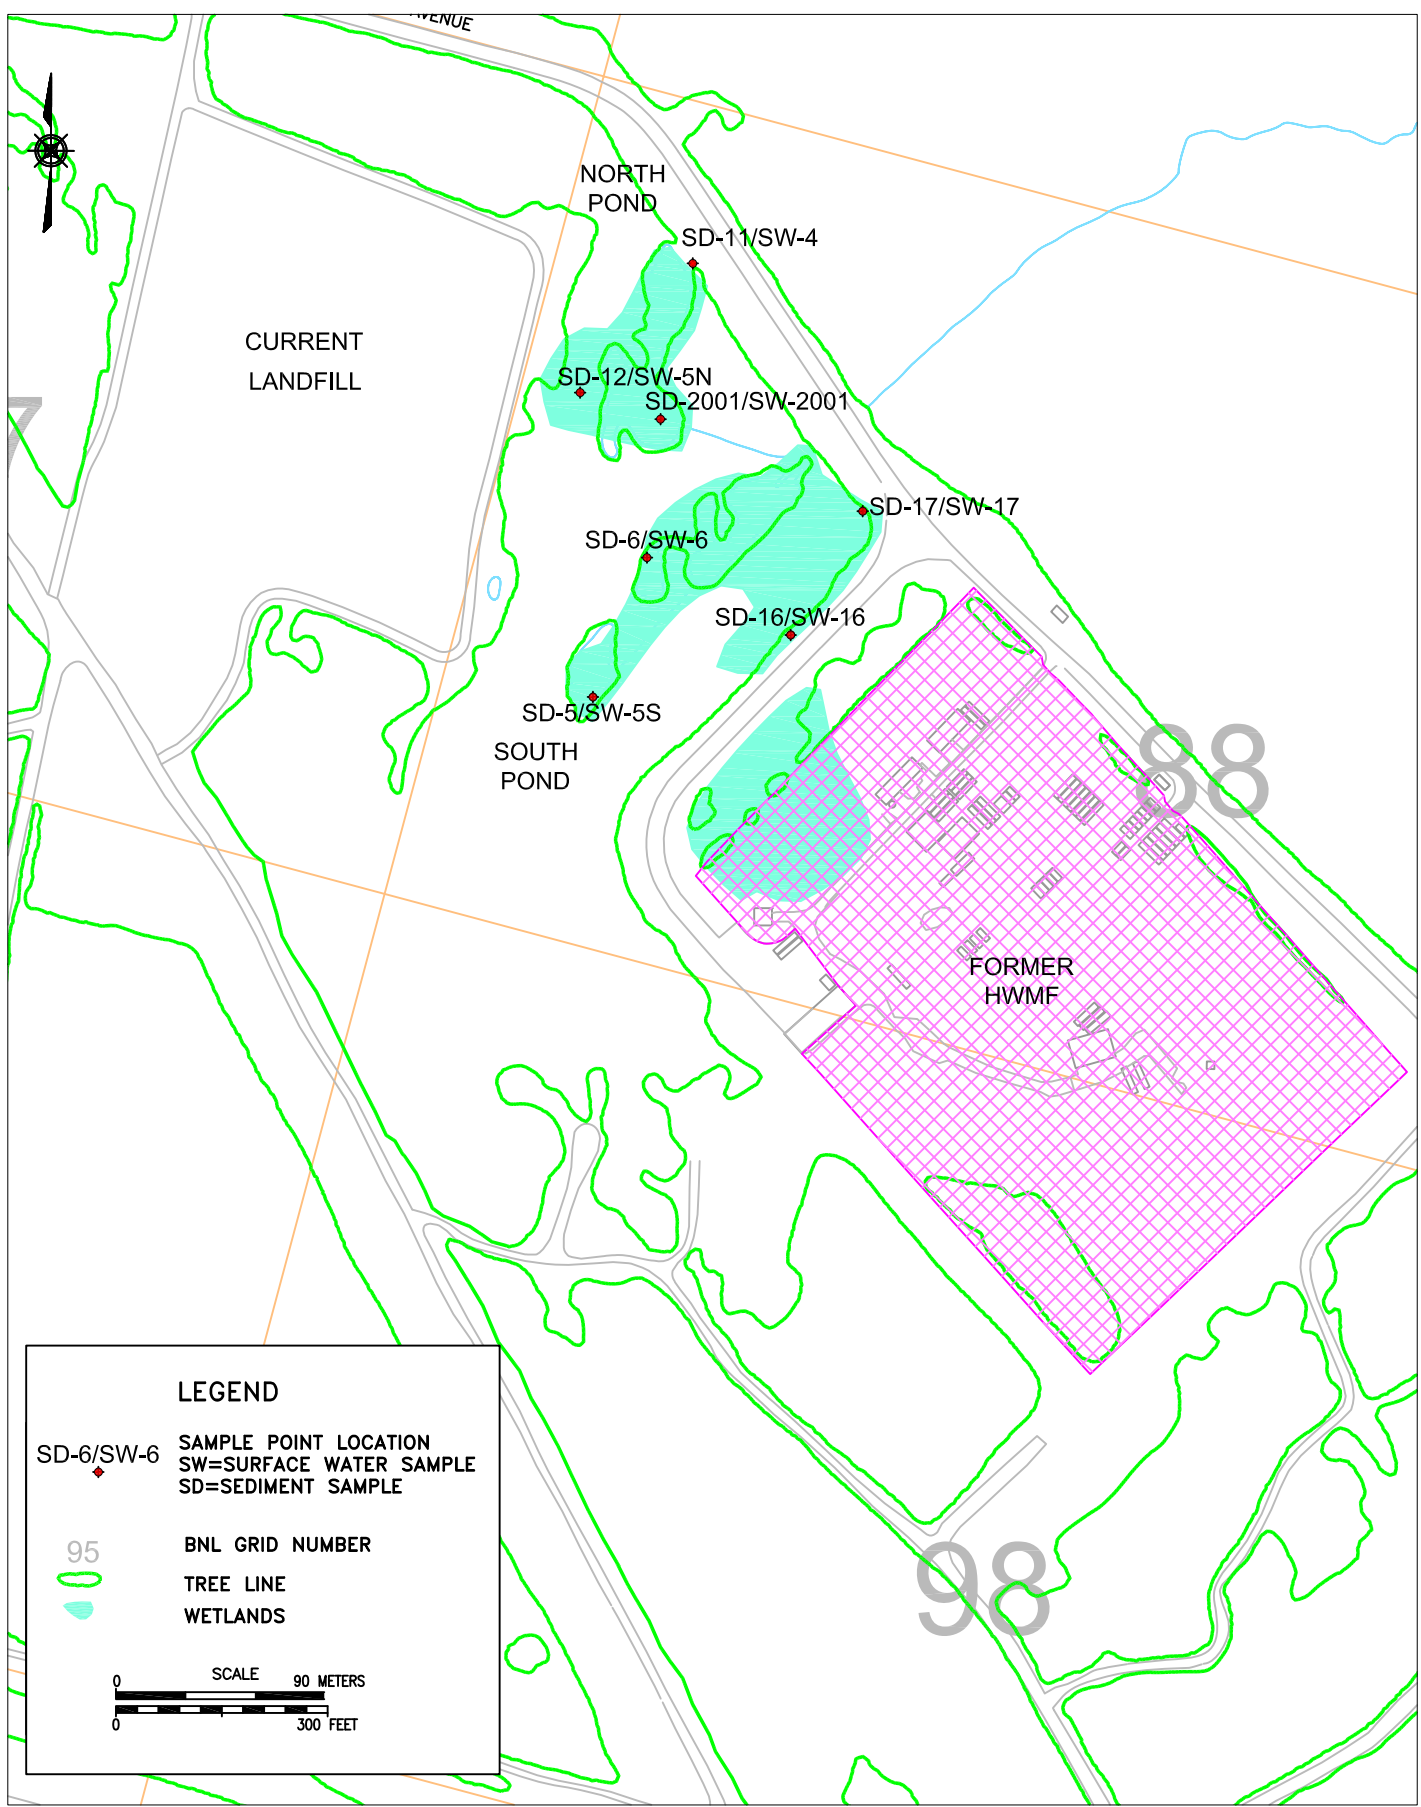 AVENUE
NORTH
POND
SD-11/SW-4
CURRENT
LANDFILL
SD-12/SW-5N
SD-2001/SW-2001
7
SD-17/SW-17
SD-6/SW-6
SD-16/SW-16
SD-5/SW-5S
SOUTH
POND
88
FORMER
HWMF
98
LEGEND
SD-6/SW-6
SAMPLE POINT LOCATION
SW=SURFACE WATER SAMPLE
SD=SEDIMENT SAMPLE
95
BNL GRID NUMBER
TREE LINE
WETLANDS
SCALE
0 90 METERS
0 300 FEET